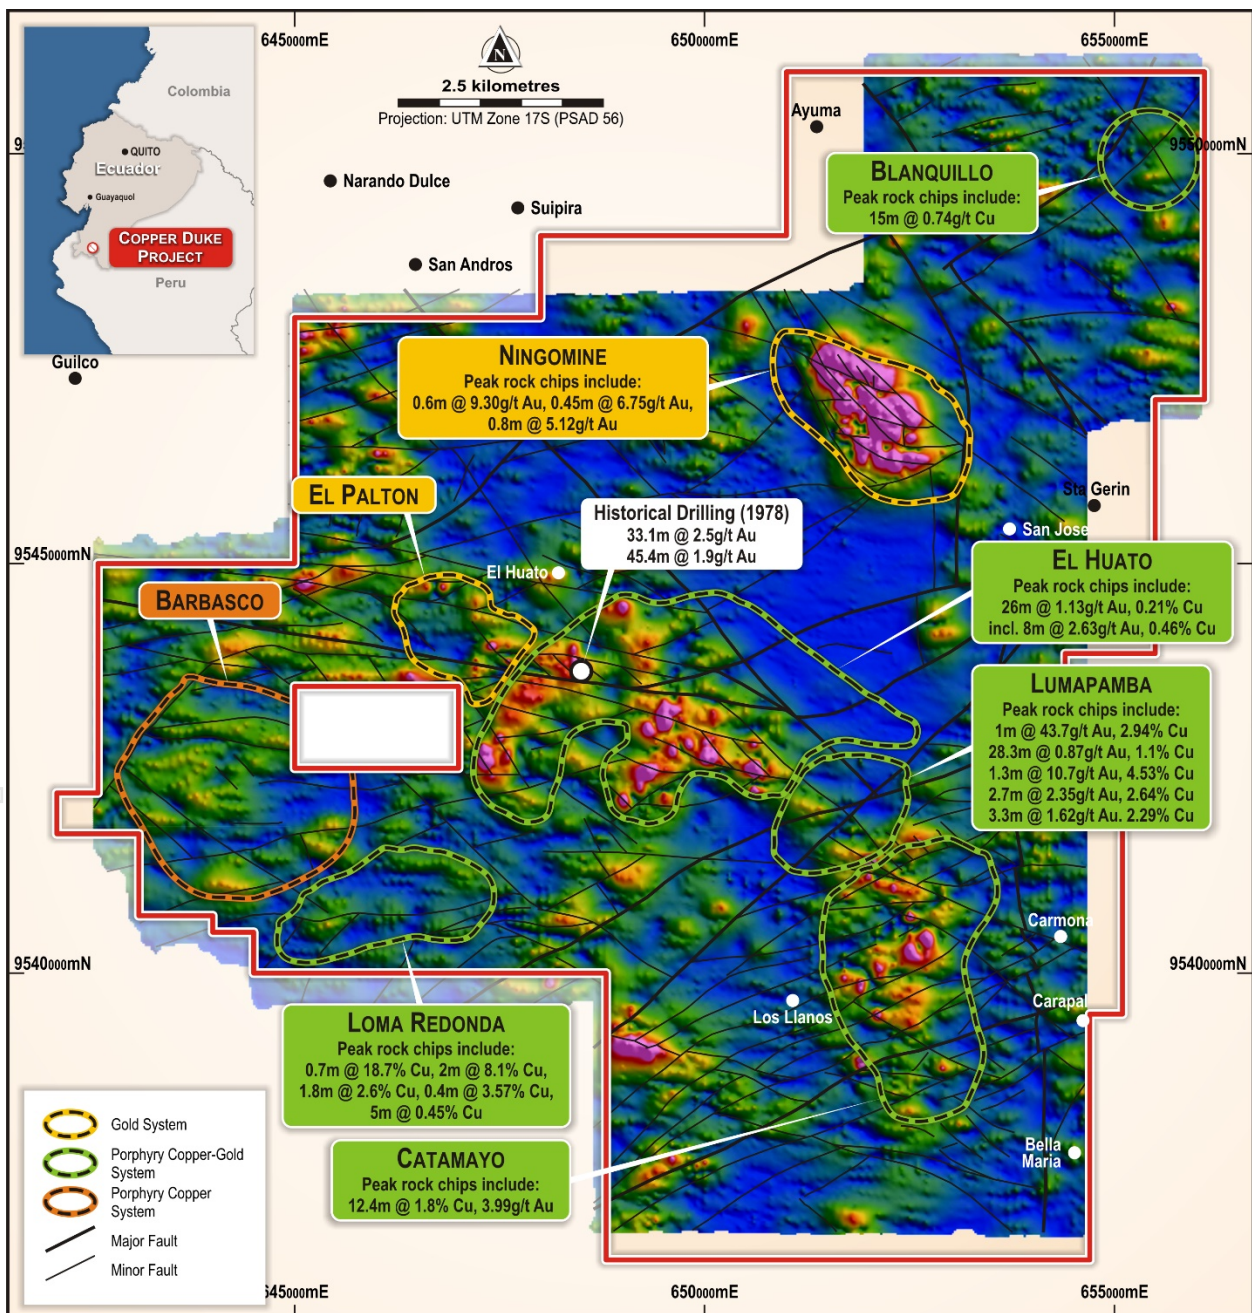 645000mE
650000mE
655000mE
N
2.5 kilometres
Projection: UTM Zone 17S (PSAD 56)
Colombia
QUITO
Ecuador
Guayaquol
COPPER DUKE
PROJECT
Peru
Ayuma
9550000mN
Narando Dulce
Suipira
San Andros
Guilco
BLANQUILLO
Peak rock chips include:
15m @ 0.74g/t Cu
NINGOMINE
Peak rock chips include:
0.6m @ 9.30g/t Au, 0.45m @ 6.75g/t Au,
0.8m @ 5.12g/t Au
EL PALTON
Historical Drilling (1978)
33.1m @ 2.5g/t Au
45.4m @ 1.9g/t Au
Sta Gerin
San Jose
9545000mN
El Huato
EL HUATO
Peak rock chips include:
26m @ 1.13g/t Au, 0.21% Cu
incl. 8m @ 2.63g/t Au, 0.46% Cu
BARBASCO
LUMAPAMBA
Peak rock chips include:
1m @ 43.7g/t Au, 2.94% Cu
28.3m @ 0.87g/t Au, 1.1% Cu
1.3m @ 10.7g/t Au, 4.53% Cu
2.7m @ 2.35g/t Au, 2.64% Cu
3.3m @ 1.62g/t Au, 2.29% Cu
Carmona
9540000mN
9540000mN
Carapal
Los Llanos
LOMA REDONDA
Peak rock chips include:
0.7m @ 18.7% Cu, 2m @ 8.1% Cu,
1.8m @ 2.6% Cu, 0.4m @ 3.57% Cu,
5m @ 0.45% Cu
CATAMAYO
Peak rock chips include:
12.4m @ 1.8% Cu, 3.99g/t Au
Bella
Maria
Gold System
Porphyry Copper-Gold
System
Porphyry Copper
System
Major Fault
Minor Fault
645000mE
650000mE
655000mE